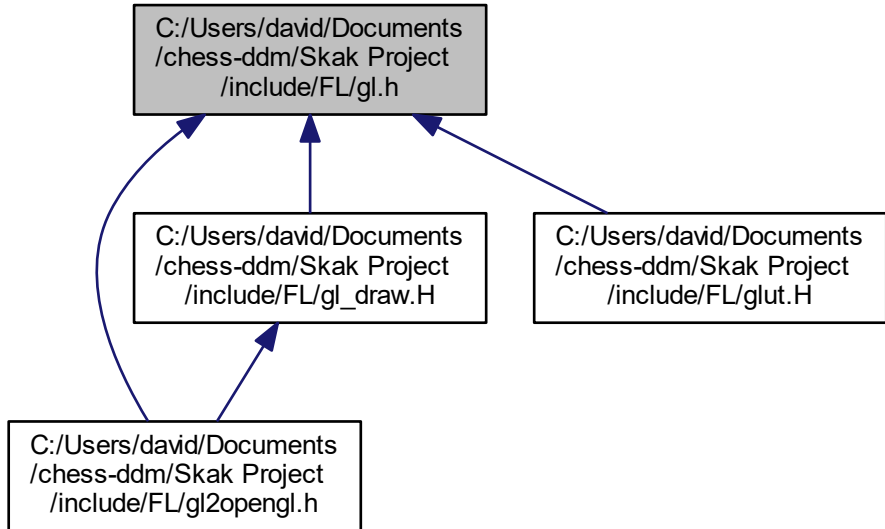 C:/Users/david/Documents
/chess-ddm/Skak Project
/include/FL/gl.h
C:/Users/david/Documents
/chess-ddm/Skak Project
/include/FL/gl_draw.H
C:/Users/david/Documents
/chess-ddm/Skak Project
/include/FL/glut.H
C:/Users/david/Documents
/chess-ddm/Skak Project
/include/FL/gl2opengl.h